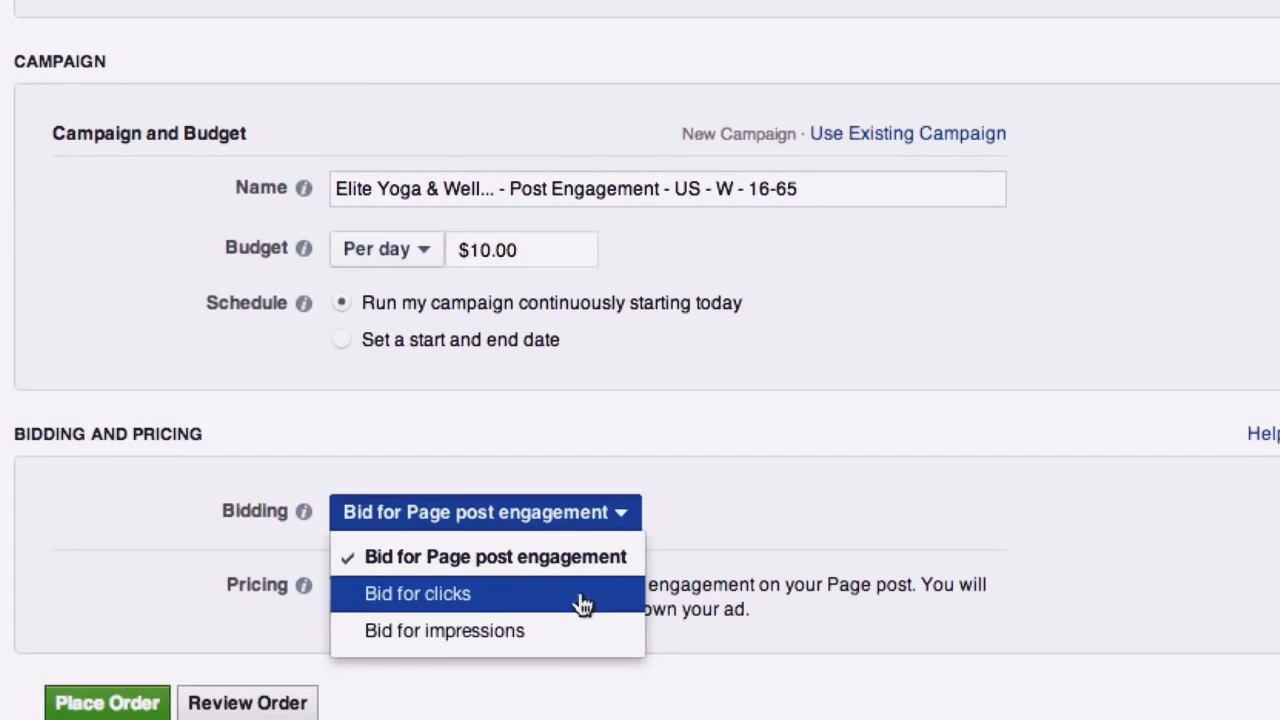 CAMPAIGN
Campaign and Budget New Campaign · Use Existing Campaign
Name Elite Yoga & Well... - Post Engagement - US - W - 16-65
Budget Per day $10.00
Schedule Run my campaign continuously starting today
Set a start and end date
BIDDING AND PRICING
Bidding Bid for Page post engagement
Bid for Page post engagement
Pricing engagement on your Page post. You will
Bid for clicks
your ad.
Bid for impressions
Place Order Review Order